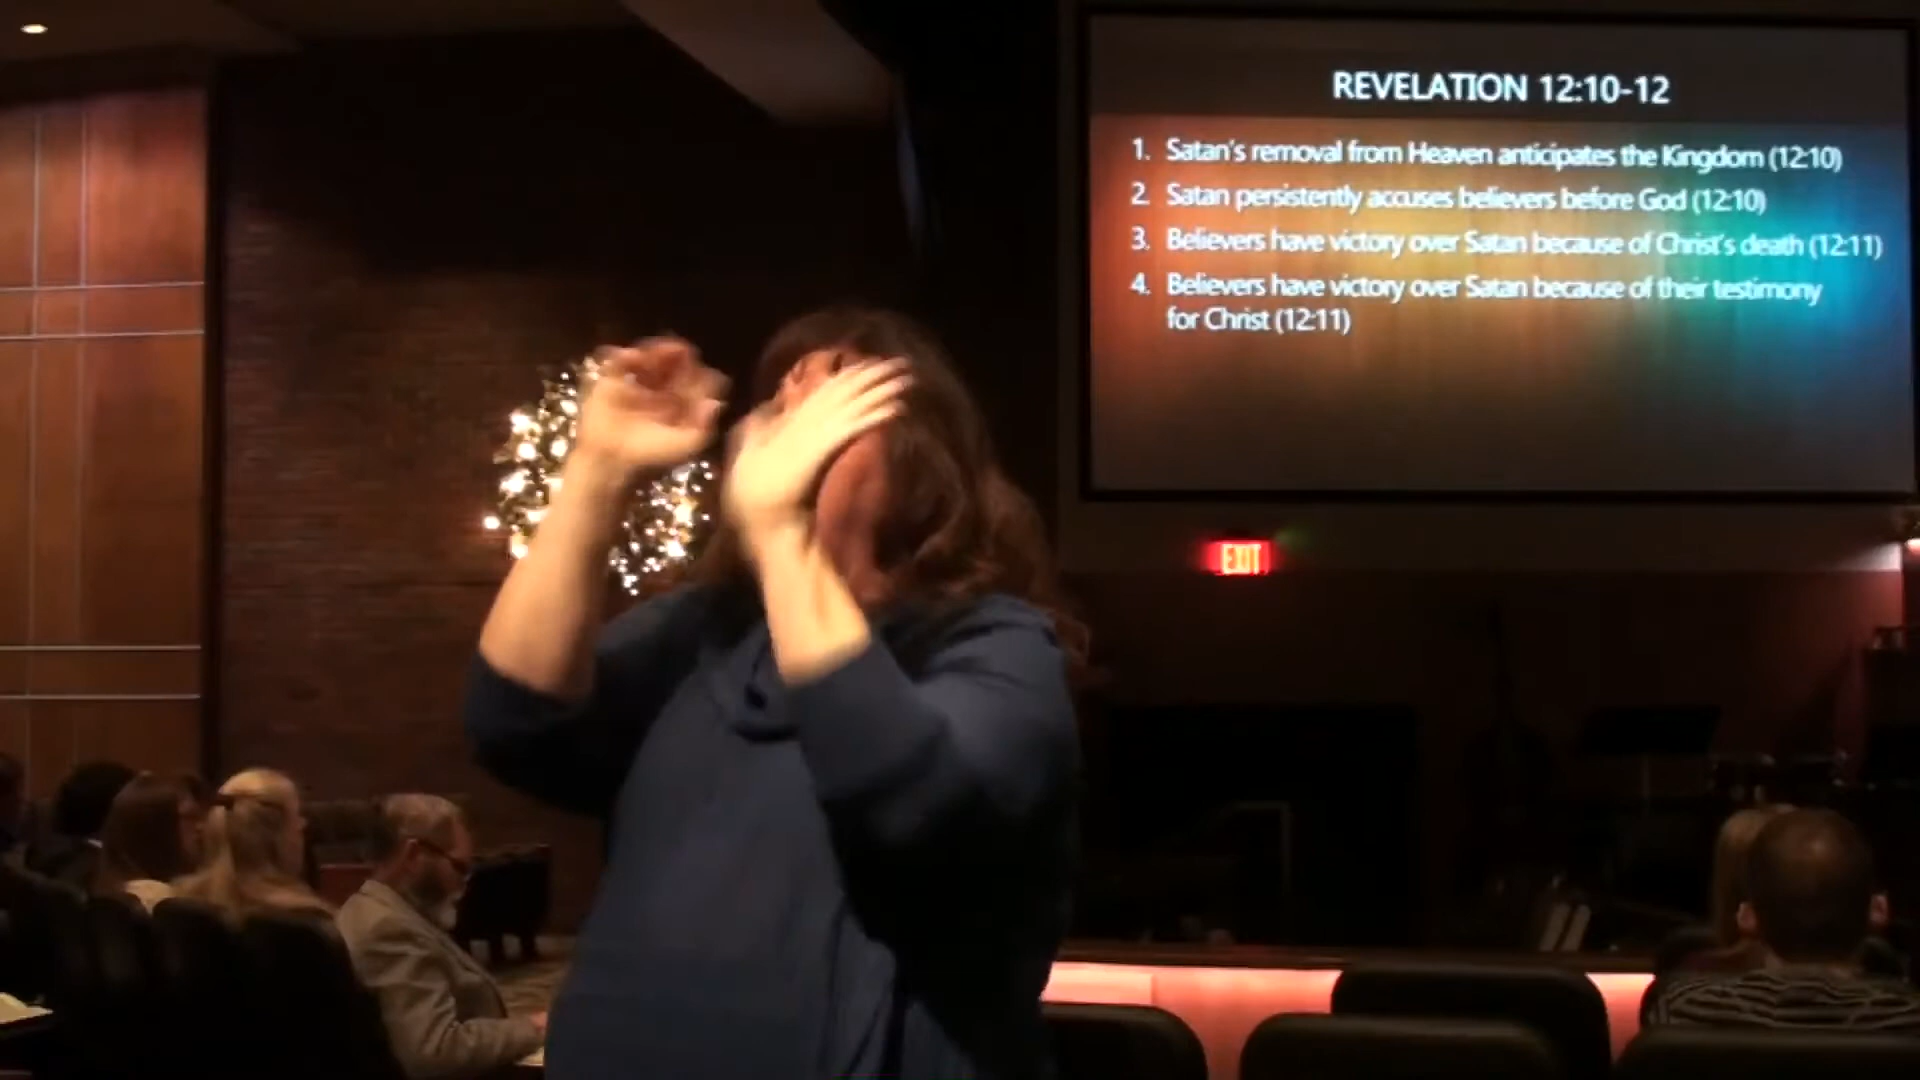 REVELATION 12:10-12
1. Satan's removal from Heaven anticipates the Kingdom (12:10)
2. Satan persistently accuses believers before God (12:10)
3. Believers have victory over Satan because of Christ's death (12:11)
4. Believers have victory over Satan because of their testimony
for Christ (12:11)
EXIT